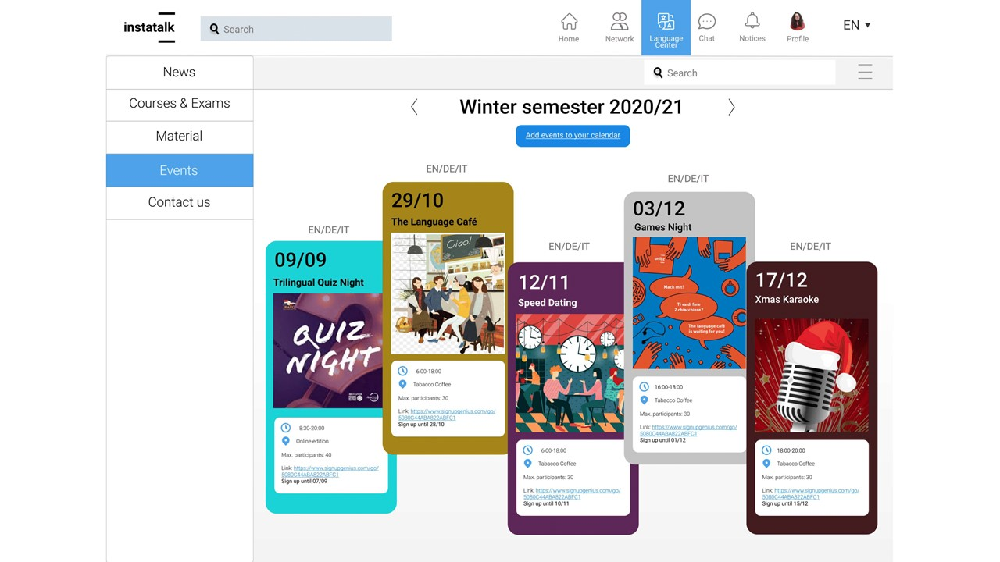 instatalk
Search
Home
Network
Language
Center
Chat
Notices
Profile
EN
News
Courses & Exams
Material
Events
Contact us
Search
Winter semester 2020/21
Add events to your calendar
EN/DE/IT
09/09
Trilingual Quiz Night
QUIZ
NIGHT
8:30-20:00
Online edition
Max. participants: 40
Link: https://www.signupgenius.com/go/
5080C44ABA822ABFC1
Sign up until 07/09
EN/DE/IT
29/10
The Language Café
Ciao!
6:00-18:00
Tabacco Coffee
Max. participants: 30
Link: https://www.signupgenius.com/go/
5080C44ABA822ABFC1
Sign up until 28/10
EN/DE/IT
12/11
Speed Dating
6:00-18:00
Tabacco Coffee
Max. participants: 30
Link: https://www.signupgenius.com/go/
5080C44ABA822ABFC1
Sign up until 10/11
EN/DE/IT
03/12
Games Night
Mach mit!
Ti va di fare
2 chiacchiere?
The language café
is waiting for you!
16:00-18:00
Tabacco Coffee
Max. participants: 30
Link: https://www.signupgenius.com/go/
5080C44ABA822ABFC1
Sign up until 01/12
EN/DE/IT
17/12
Xmas Karaoke
18:00-20:00
Tabacco Coffee
Max. participants: 30
Link: https://www.signupgenius.com/go/
5080C44ABA822ABFC1
Sign up until 15/12